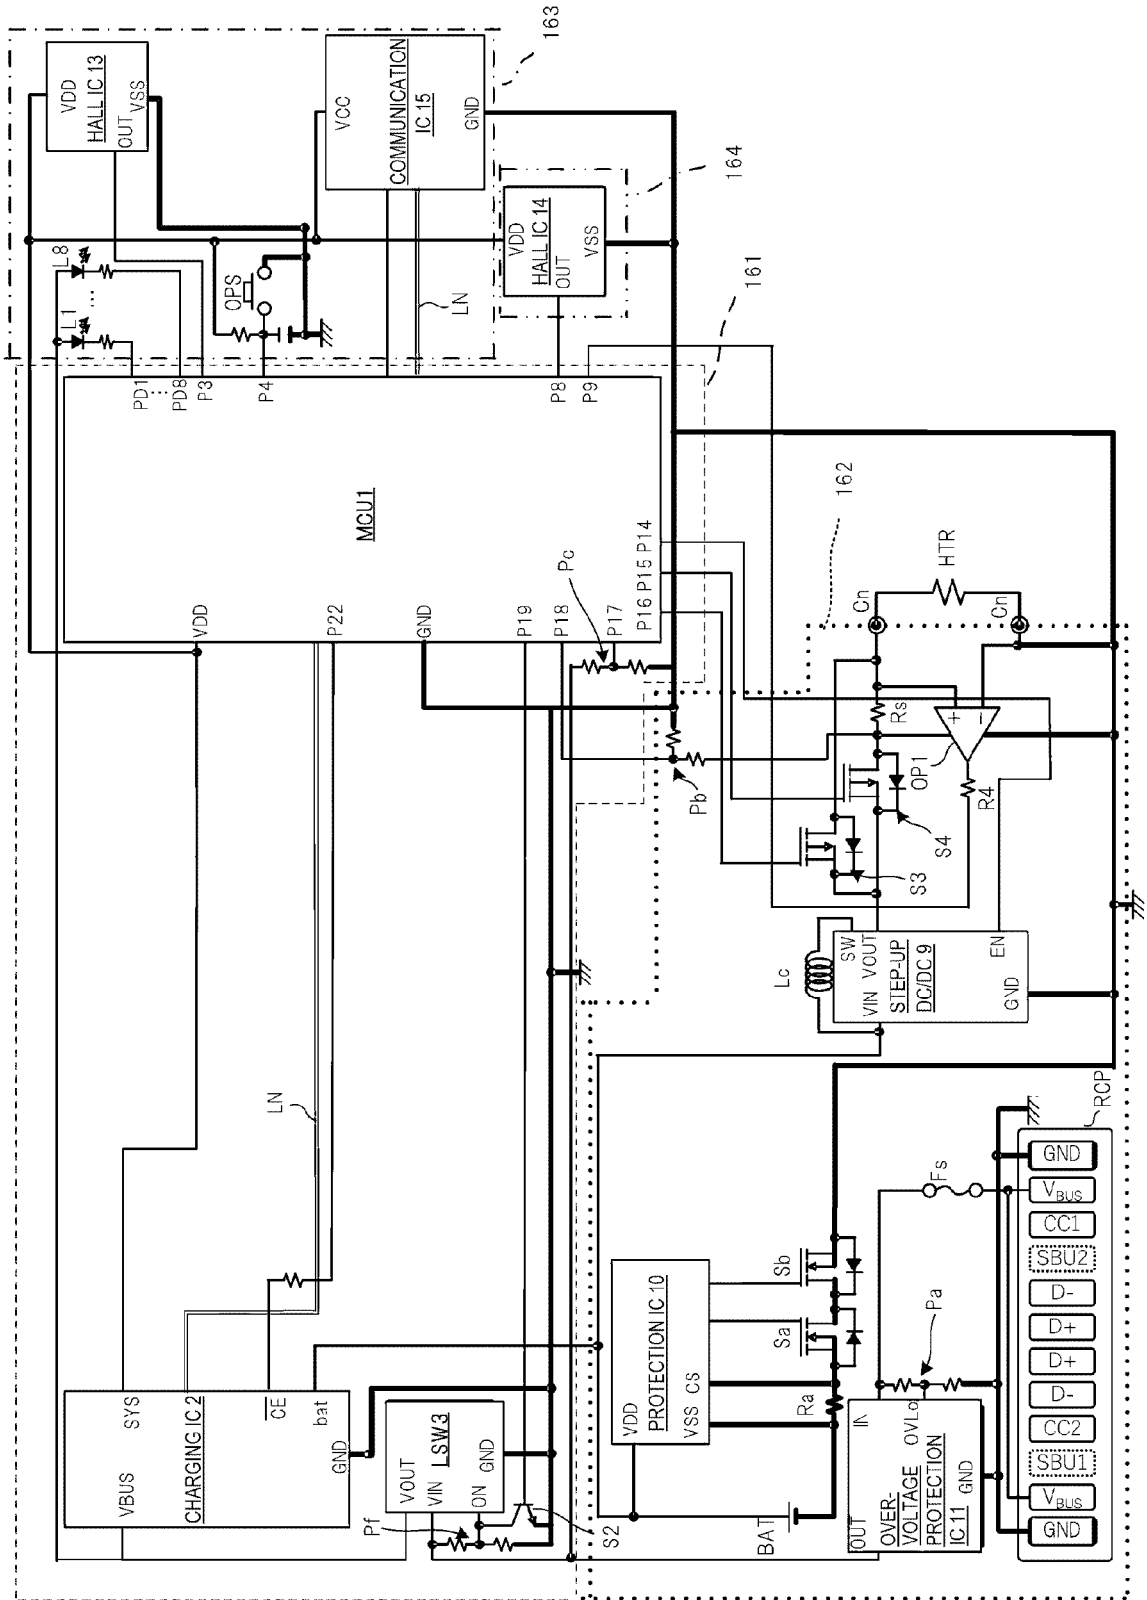 163
VDD
HALL IC 13
OUT
VSS
VCC
COMMUNICATION
IC 15
GND
164
VDD
HALL IC 14
OUT
VSS
161
L8
L1
...
OPS
LN
PD1
...
PD8
P3
P4
P8
P9
MCU1
VDD
P22
GND
P19
P18
P17
P16
P15
P14
Pc
162
HTR
Cn
Cn
Rs
+
−
OP1
R4
Pb
S4
S3
Lc
SW
VIN
VOUT
STEP-UP
DC/DC 9
EN
GND
LN
SYS
CE
bat
VBUS
CHARGING IC 2
GND
VOUT
LSW3
VIN
ON
GND
Pf
S2
PROTECTION IC 10
VDD
VSS
CS
Sb
Sa
Ra
BAT
IN
OVLo
OUT
OVER-
VOLTAGE
PROTECTION
IC 11
GND
Pa
Fs
RCP
GND
VBUS
CC1
SBU2
D-
D+
D+
D-
CC2
SBU1
VBUS
GND